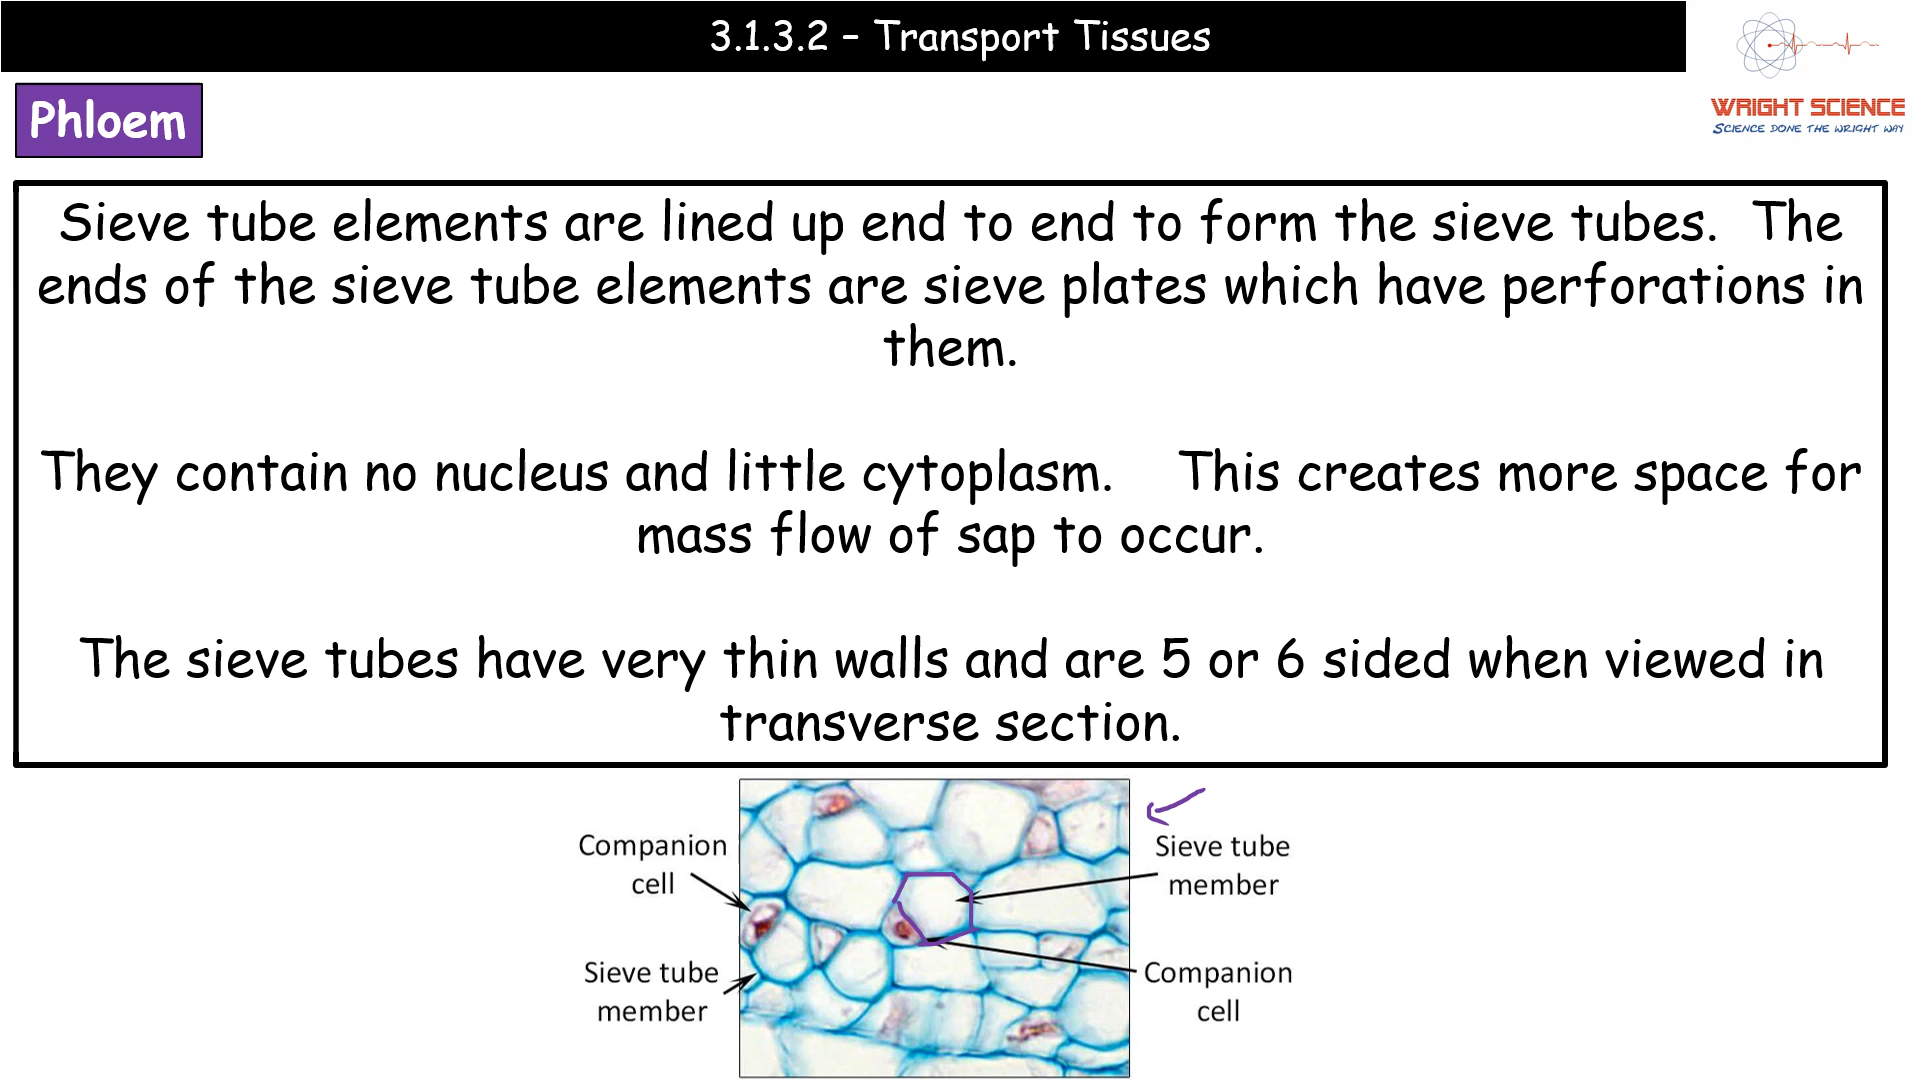 3.1.3.2 – Transport Tissues
WRIGHT SCIENCE
SCIENCE DONE THE WRIGHT WAY
Phloem
Sieve tube elements are lined up end to end to form the sieve tubes. The
ends of the sieve tube elements are sieve plates which have perforations in
them.
They contain no nucleus and little cytoplasm. This creates more space for
mass flow of sap to occur.
The sieve tubes have very thin walls and are 5 or 6 sided when viewed in
transverse section.
Companion
cell
Sieve tube
member
Sieve tube
member
Companion
cell